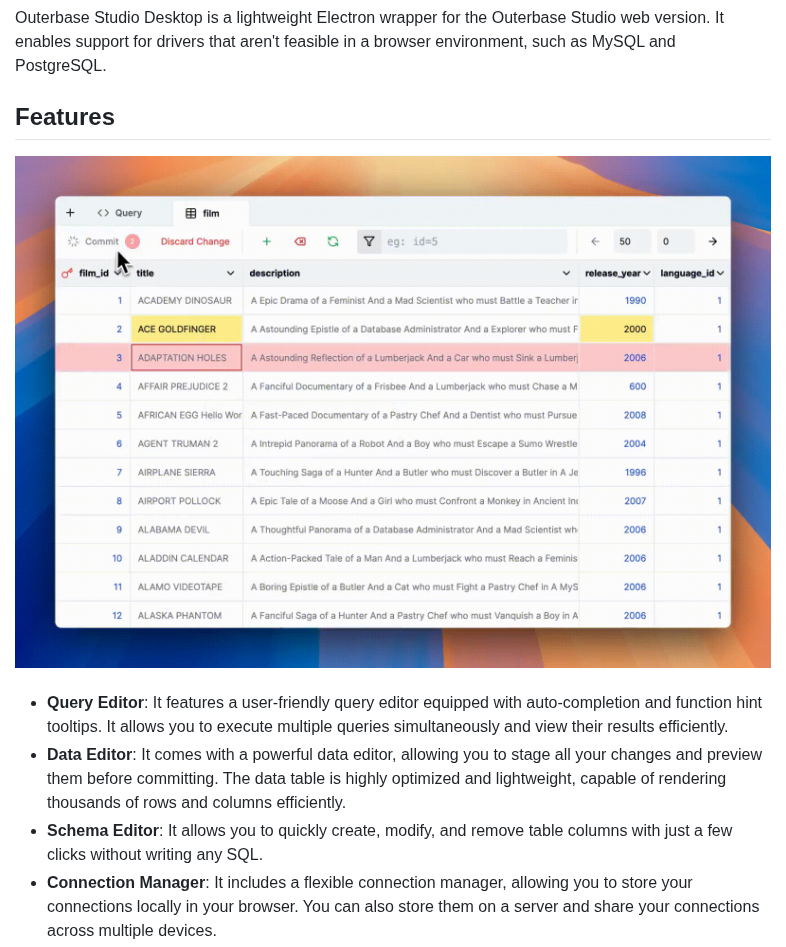 Outerbase Studio Desktop is a lightweight Electron wrapper for the Outerbase Studio web version. It
enables support for drivers that aren't feasible in a browser environment, such as MySQL and
PostgreSQL.
Features
+ <> Query film
Commit 2 Discard Change + eg: id=5 50 0
film_id title description release_year language_id
1 ACADEMY DINOSAUR A Epic Drama of a Feminist And a Mad Scientist who must Battle a Teacher in 1990 1
2 ACE GOLDFINGER A Astounding Epistle of a Database Administrator And a Explorer who must F 2000 1
3 ADAPTATION HOLES A Astounding Reflection of a Lumberjack And a Car who must Sink a Lumberj 2006 1
4 AFFAIR PREJUDICE 2 A Fanciful Documentary of a Frisbee And a Lumberjack who must Chase a M 600 1
5 AFRICAN EGG Hello Wor A Fast-Paced Documentary of a Pastry Chef And a Dentist who must Pursue 2008 1
6 AGENT TRUMAN 2 A Intrepid Panorama of a Robot And a Boy who must Escape a Sumo Wrestle 2004 1
7 AIRPLANE SIERRA A Touching Saga of a Hunter And a Butler who must Discover a Butler in A Je 1996 1
8 AIRPORT POLLOCK A Epic Tale of a Moose And a Girl who must Confront a Monkey in Ancient Ind 2007 1
9 ALABAMA DEVIL A Thoughtful Panorama of a Database Administrator And a Mad Scientist wh 2006 1
10 ALADDIN CALENDAR A Action-Packed Tale of a Man And a Lumberjack who must Reach a Feminis 2006 1
11 ALAMO VIDEOTAPE A Boring Epistle of a Butler And a Cat who must Fight a Pastry Chef in A MyS 2006 1
12 ALASKA PHANTOM A Fanciful Saga of a Hunter And a Pastry Chef who must Vanquish a Boy in A 2006 1
• Query Editor: It features a user-friendly query editor equipped with auto-completion and function hint
tooltips. It allows you to execute multiple queries simultaneously and view their results efficiently.
• Data Editor: It comes with a powerful data editor, allowing you to stage all your changes and preview
them before committing. The data table is highly optimized and lightweight, capable of rendering
thousands of rows and columns efficiently.
• Schema Editor: It allows you to quickly create, modify, and remove table columns with just a few
clicks without writing any SQL.
• Connection Manager: It includes a flexible connection manager, allowing you to store your
connections locally in your browser. You can also store them on a server and share your connections
across multiple devices.